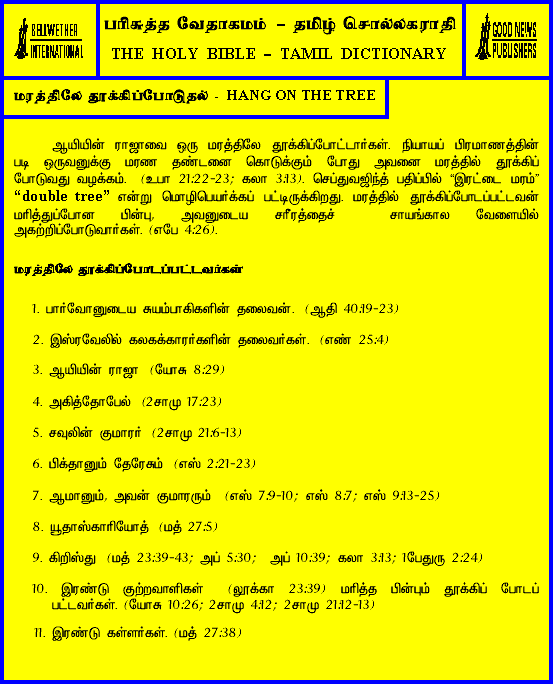 BELLWETHER
INTERNATIONAL
பரிசுத்த வேதாகமம் – தமிழ் சொல்லகராதி
THE HOLY BIBLE – TAMIL DICTIONARY
GOOD NEWS
PUBLISHERS
மரத்திலே தூக்கிப்போடுதல் - HANG ON THE TREE
ஆயியின் ராஜாவை ஒரு மரத்திலே தூக்கிப்போட்டார்கள். நியாயப் பிரமாணத்தின்
படி ஒருவனுக்கு மரண தண்டனை கொடுக்கும் போது அவனை மரத்தில் தூக்கிப்
போடுவது வழக்கம். (உபா 21:22-23; கலா 3:13). செப்துவஜிந்த் பதிப்பில் “இரட்டை மரம்”
“double tree” என்று மொழிபெயர்க்கப் பட்டிருக்கிறது. மரத்தில் தூக்கிப்போடப்பட்டவன்
மரித்துப்போன பின்பு, அவனுடைய சரீரத்தைச் சாயங்கால வேளையில்
அகற்றிப்போடுவார்கள். (எபே 4:26).
மரத்திலே தூக்கிப்போடப்பட்டவர்கள்
1. பார்வோனுடைய சுயம்பாகிகளின் தலைவன். (ஆதி 40:19-23)
2. இஸ்ரவேலில் கலகக்காரர்களின் தலைவர்கள். (எண் 25:4)
3. ஆயியின் ராஜா (யோசு 8:29)
4. அகித்தோபேல் (2சாமு 17:23)
5. சவுலின் குமாரர் (2சாமு 21:6-13)
6. பிக்தானும் தேரேசும் (எஸ் 2:21-23)
7. ஆமானும், அவன் குமாரரும் (எஸ் 7:9-10; எஸ் 8:7; எஸ் 9:13-25)
8. யூதாஸ்காரியோத் (மத் 27:5)
9. கிறிஸ்து (மத் 23:39-43; அப் 5:30; அப் 10:39; கலா 3:13; 1பேதுரு 2:24)
10. இரண்டு குற்றவாளிகள் (லூக்கா 23:39) மரித்த பின்பும் தூக்கிப் போடப்
பட்டவர்கள். (யோசு 10:26; 2சாமு 4:12; 2சாமு 21:12-13)
11. இரண்டு கள்ளர்கள். (மத் 27:38)